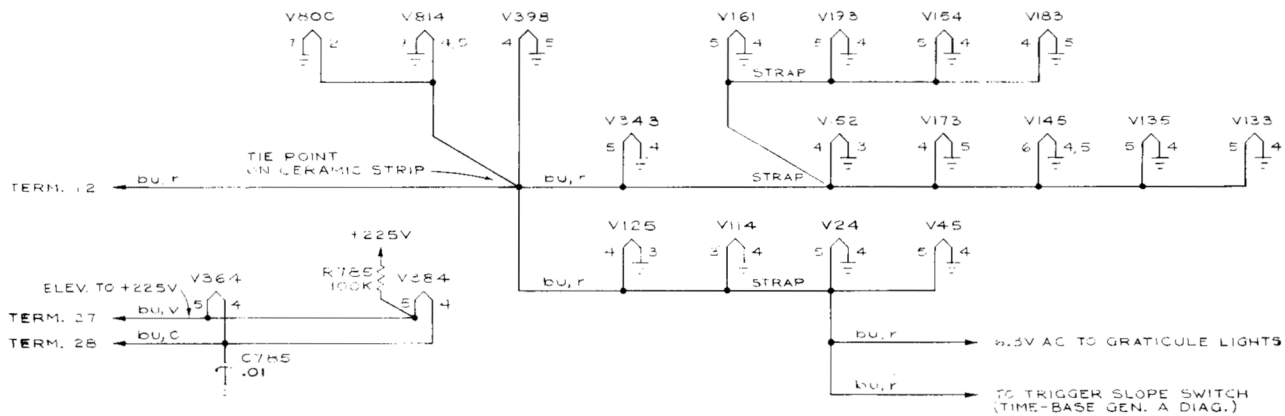 V800 V814 V398 V161 V193 V154 V183
7 2 7 4,5 4 5 5 4 5 4 5 4 4 5
STRAP
V343 V152 V173 V145 V135 V133
5 4 4 3 4 5 6 4,5 5 4 5 4
TIE POINT
ON CERAMIC STRIP
TERM. 12 bu, r bu, r STRAP
V125 V114 V24 V45
4 3 3 4 5 4 5 4
+225V
R785
100K
V364 V384
ELEV. TO +225V
5 4 5 4
bu, r STRAP
TERM. 27 bu, v
TERM. 28 bu, c
C785
.01
bu, r 6.3V AC TO GRATICULE LIGHTS
bu, r TO TRIGGER SLOPE SWITCH
(TIME-BASE GEN. A DIAG.)